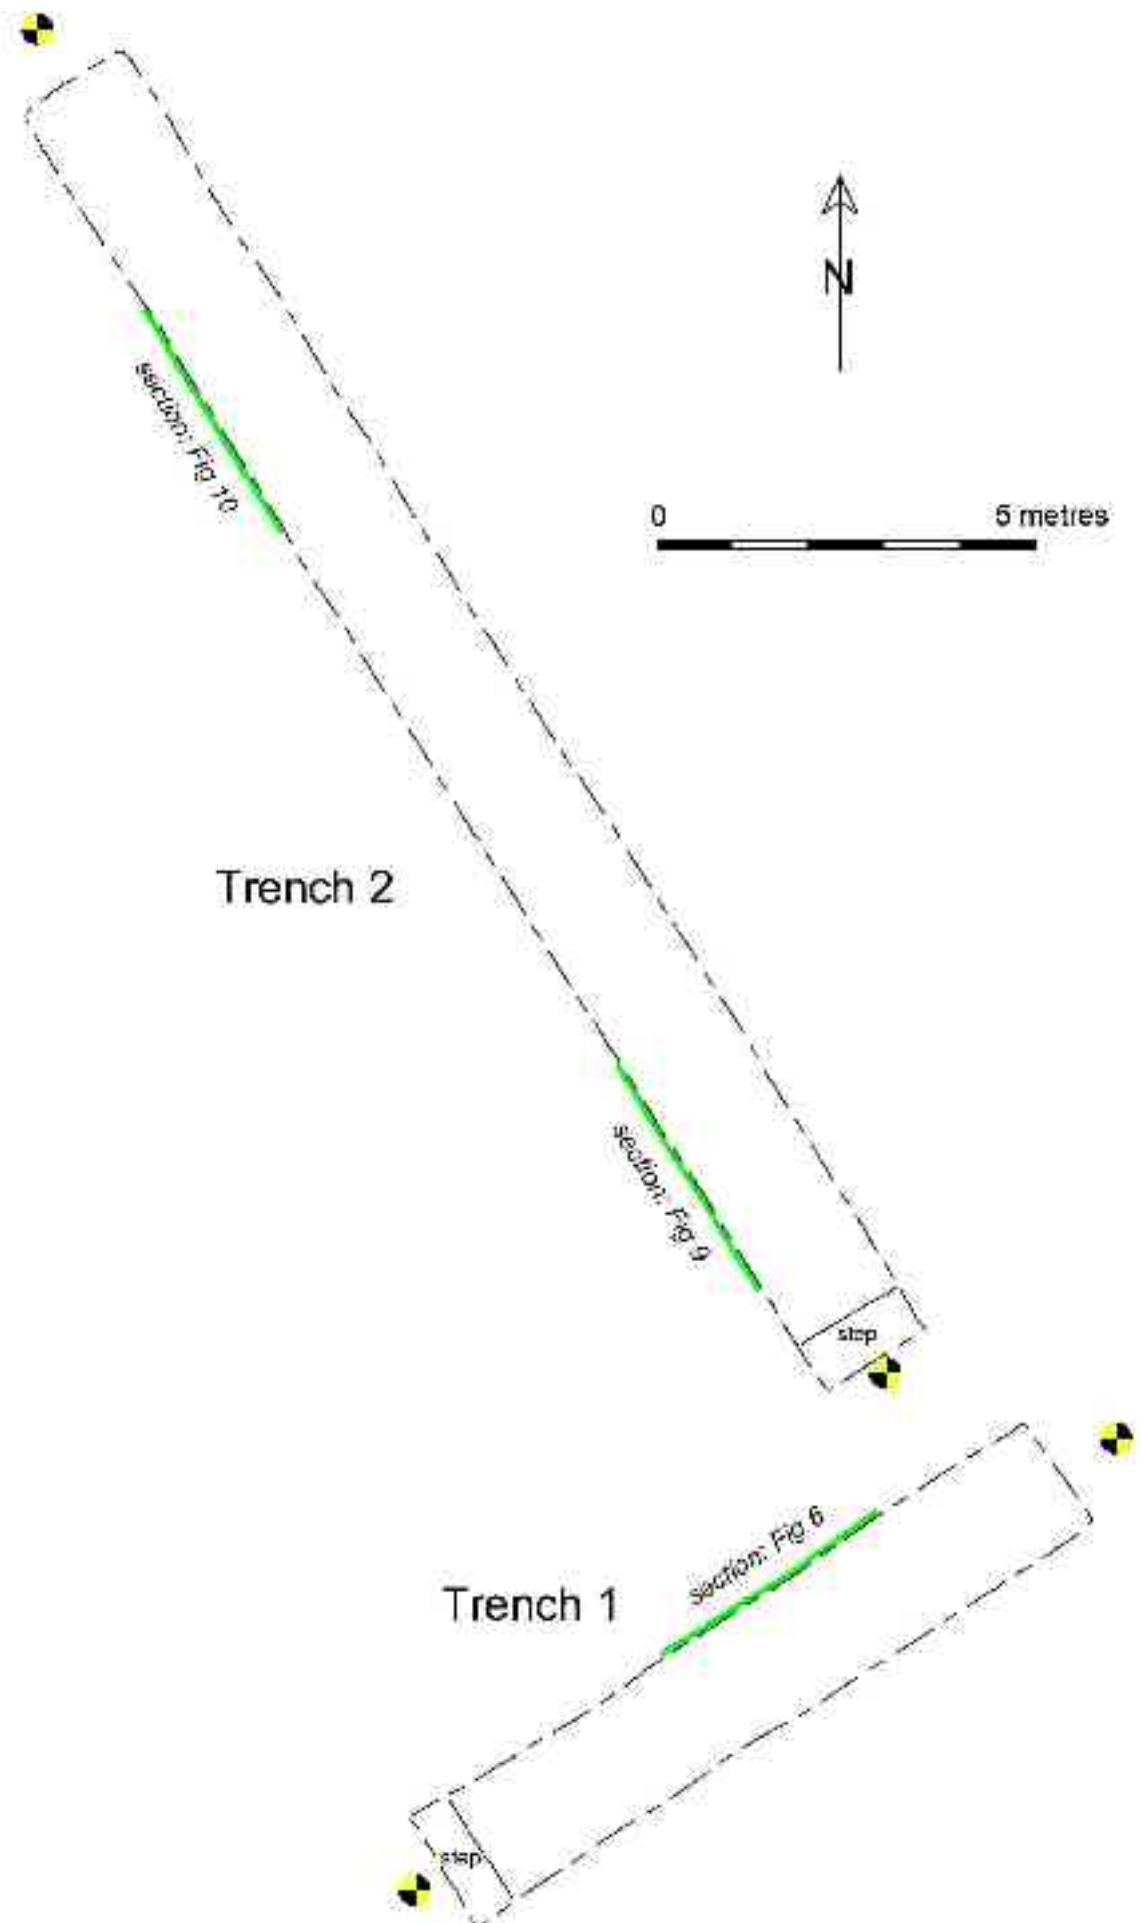 N
section: Fig 10
0 5 metres
Trench 2
section: Fig 9
step
section: Fig 6
Trench 1
step